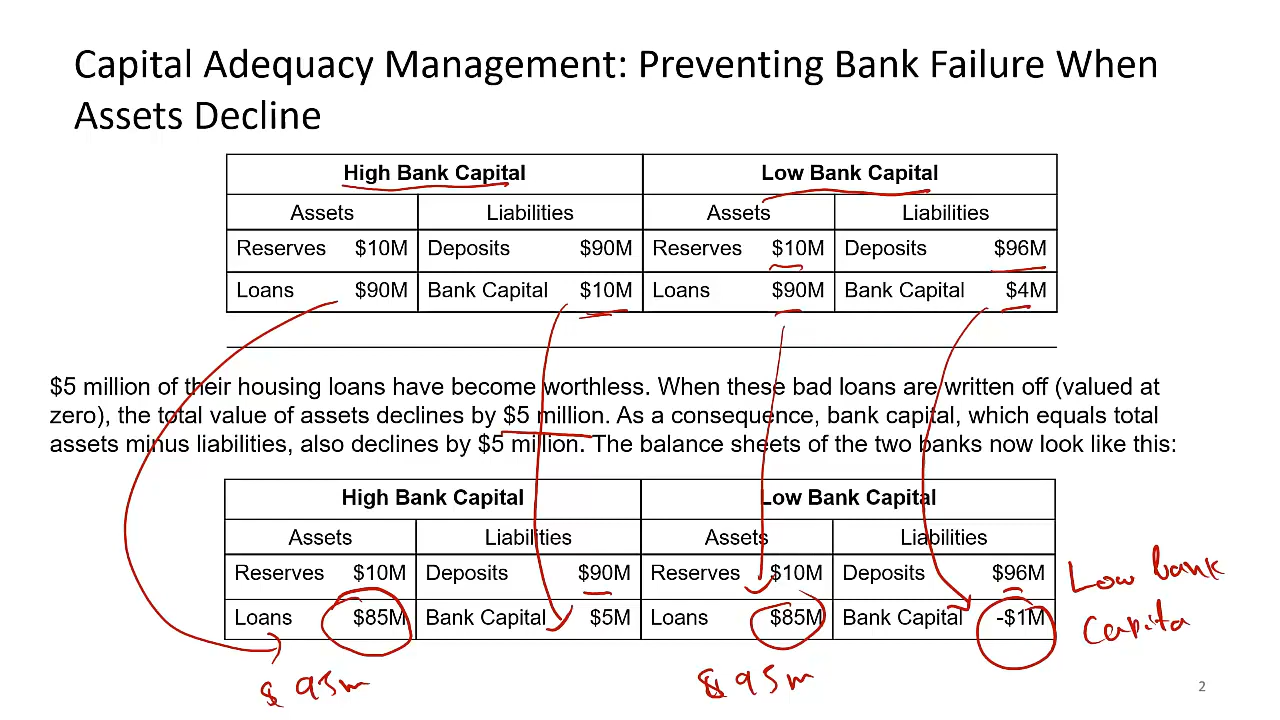 Capital Adequacy Management: Preventing Bank Failure When
Assets Decline
High Bank Capital Low Bank Capital
Assets Liabilities Assets Liabilities
Reserves $10M Deposits $90M Reserves $10M Deposits $96M
Loans $90M Bank Capital $10M Loans $90M Bank Capital $4M
$5 million of their housing loans have become worthless. When these bad loans are written off (valued at
zero), the total value of assets declines by $5 million. As a consequence, bank capital, which equals total
assets minus liabilities, also declines by $5 million. The balance sheets of the two banks now look like this:
High Bank Capital Low Bank Capital
Assets Liabilities Assets Liabilities
Reserves $10M Deposits $90M Reserves $10M Deposits $96M Low bank
Loans $85M Bank Capital $5M Loans $85M Bank Capital -$1M Capita
$ 95m $ 95m
2